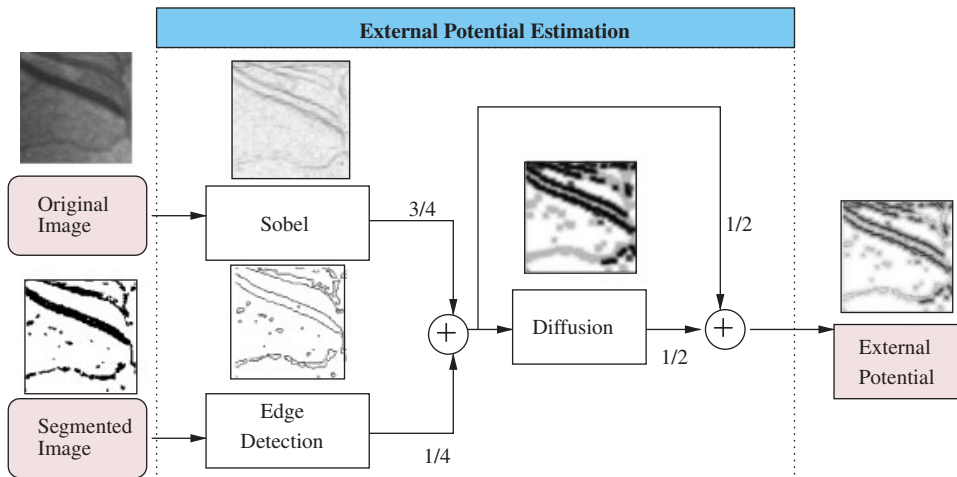 External Potential Estimation
Original
Image
Sobel
3/4
1/2
Segmented
Image
Edge
Detection
1/4
+
Diffusion
1/2
+
External
Potential